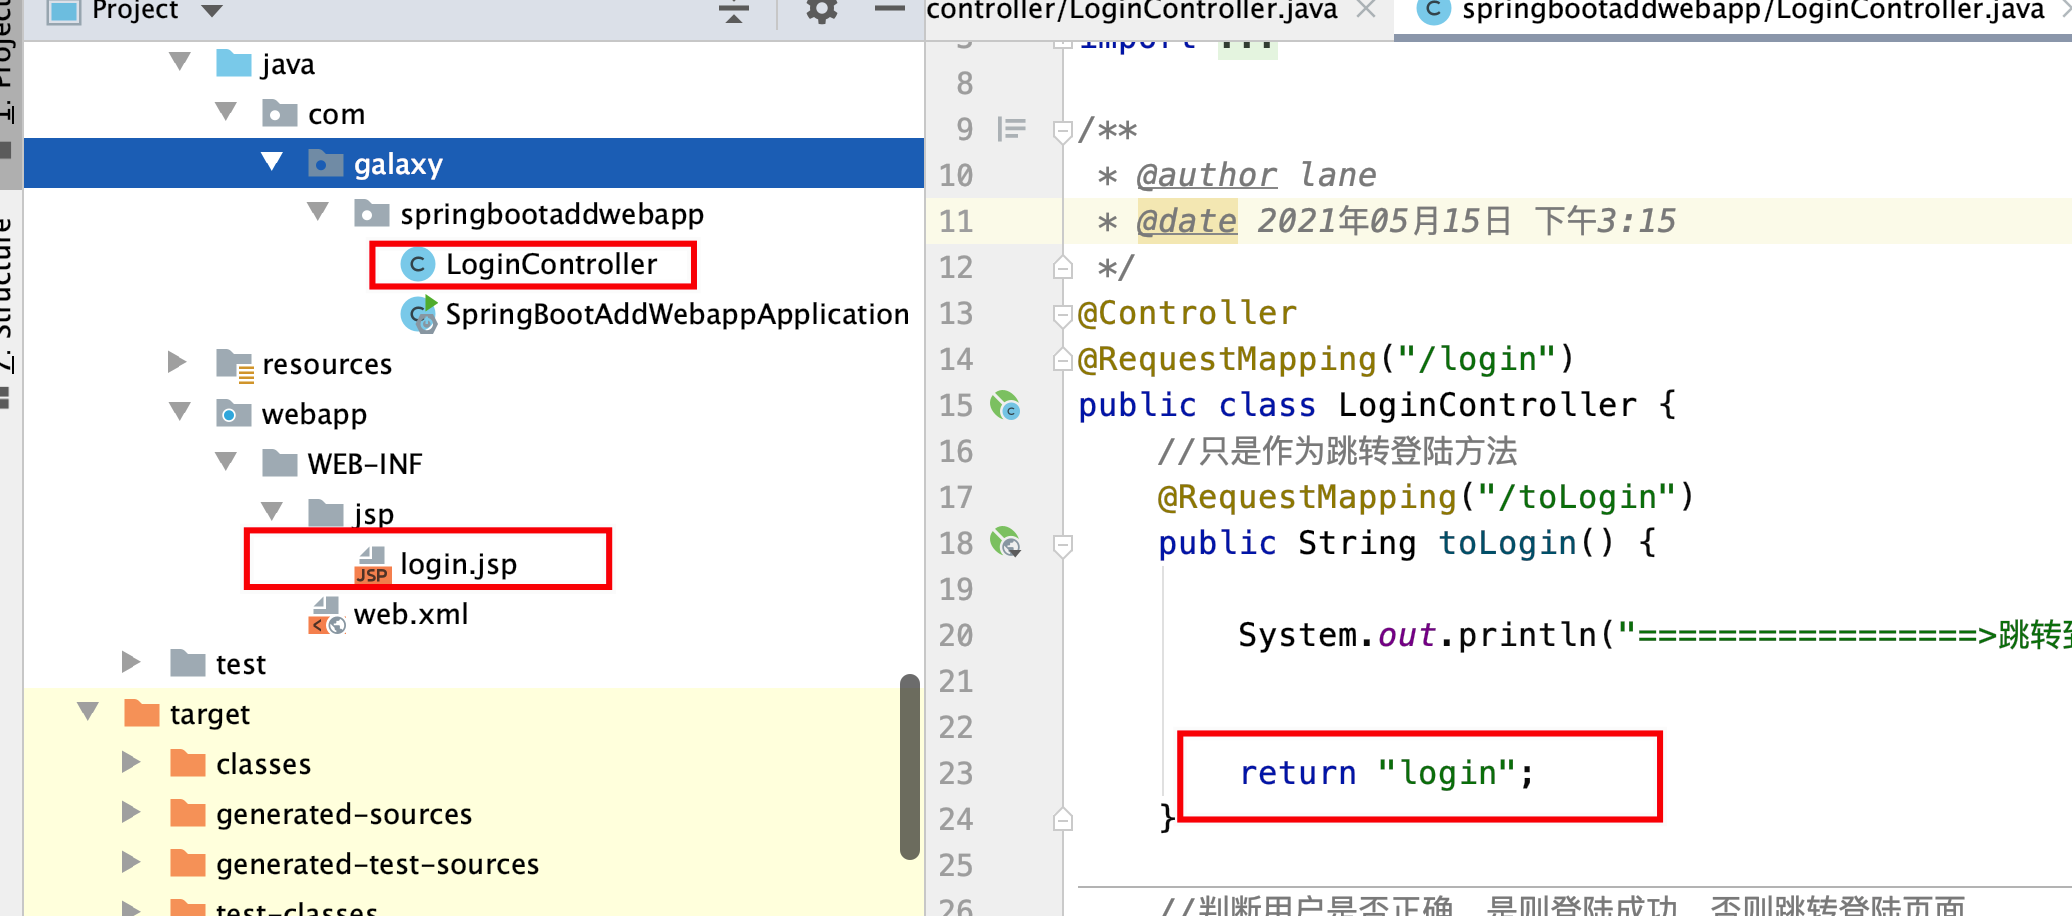 Project
1: Project
7: Structure
java
com
galaxy
springbootaddwebapp
LoginController
SpringBootAddWebappApplication
resources
webapp
WEB-INF
jsp
login.jsp
web.xml
test
target
classes
generated-sources
generated-test-sources
test-classes
controller/LoginController.java
springbootaddwebapp/LoginController.java
import ...
8
9 /**
10 * @author lane
11 * @date 2021年05月15日 下午3:15
12 */
13 @Controller
14 @RequestMapping("/login")
15 public class LoginController {
16 //只是作为跳转登陆方法
17 @RequestMapping("/toLogin")
18 public String toLogin() {
19
20 System.out.println("=================>跳转到
21
22
23 return "login";
24 }
25
26 //判断用户是否正确，是则登陆成功，否则跳转登陆页面